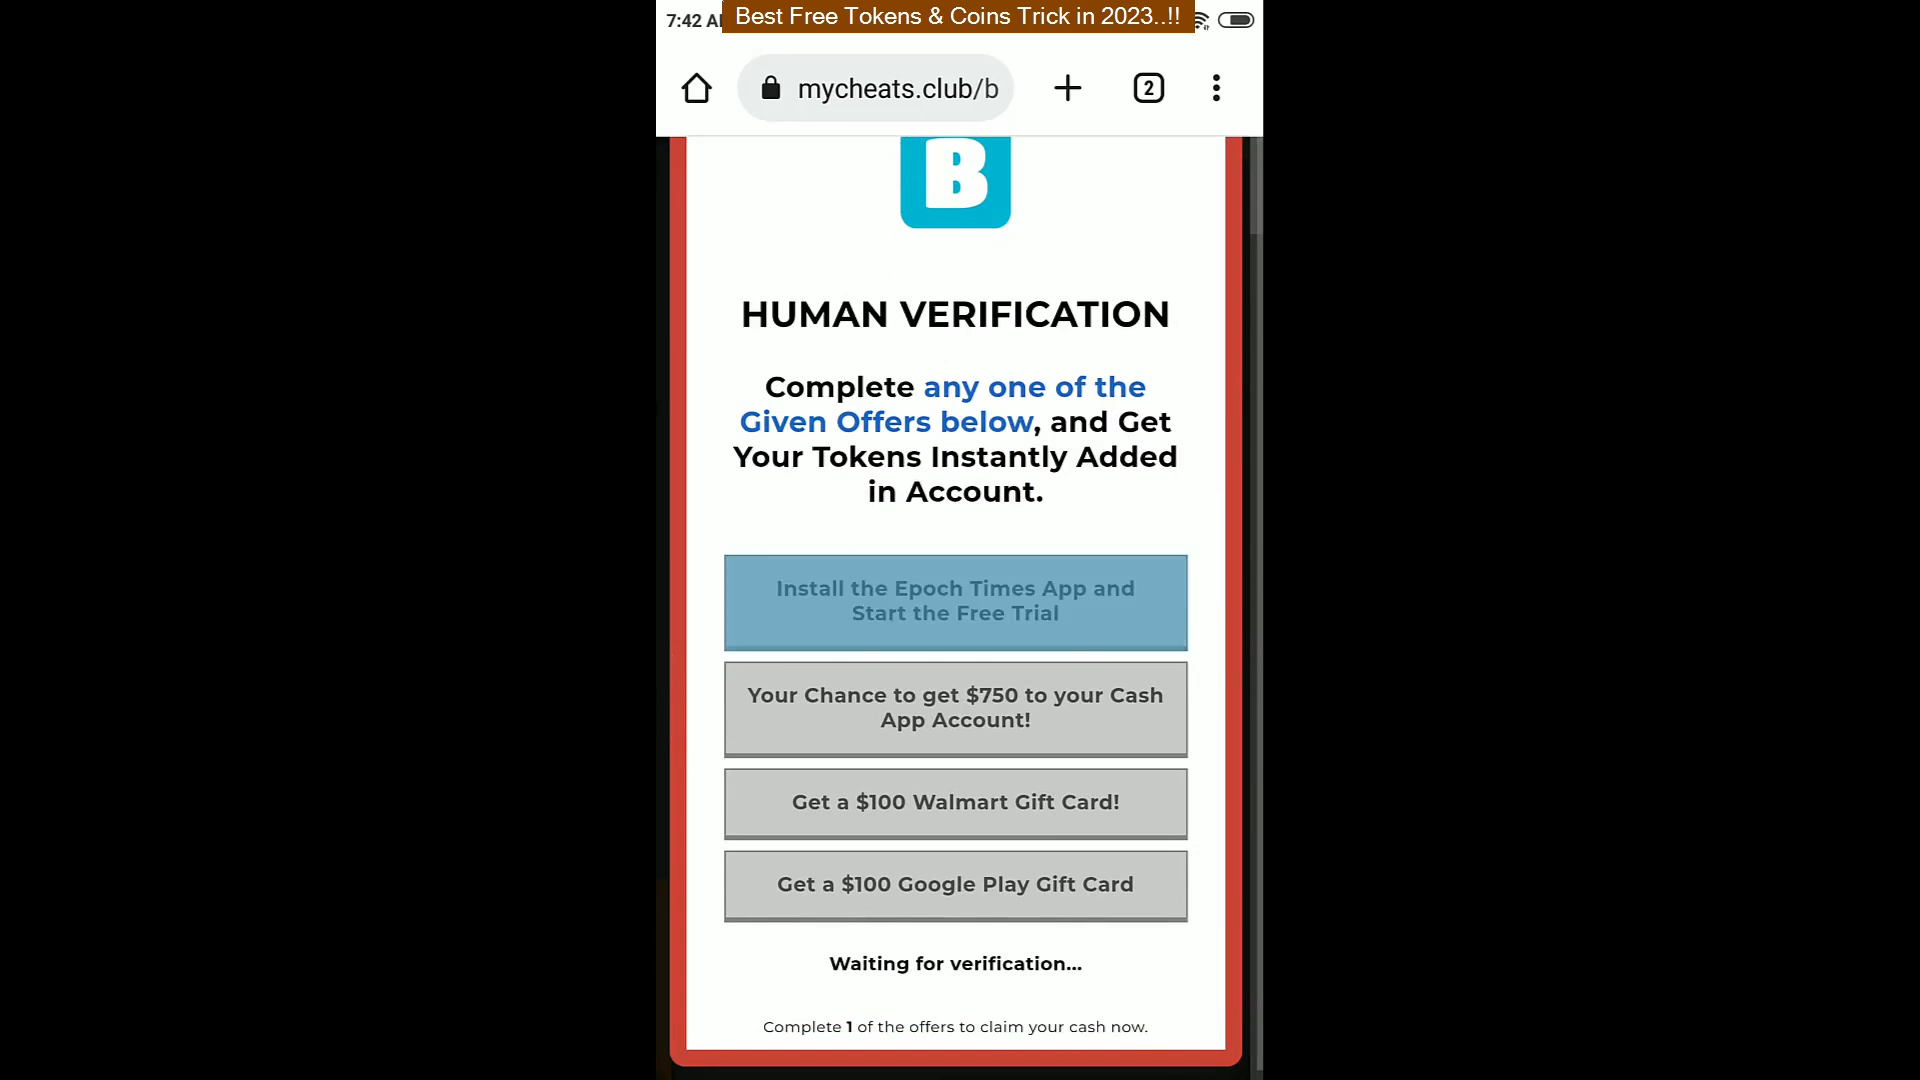 Best Free Tokens & Coins Trick in 2023..!!
7:42 A
mycheats.club/b
2
B
HUMAN VERIFICATION
Complete any one of the
Given Offers below, and Get
Your Tokens Instantly Added
in Account.
Install the Epoch Times App and
Start the Free Trial
Your Chance to get $750 to your Cash
App Account!
Get a $100 Walmart Gift Card!
Get a $100 Google Play Gift Card
Waiting for verification...
Complete 1 of the offers to claim your cash now.